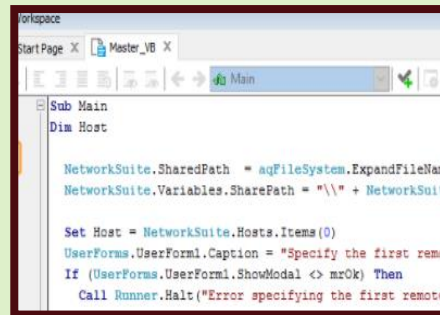 Workspace
Start Page X Master_VB X
Main
Sub Main
Dim Host
NetworkSuite.SharedPath = aqFileSystem.ExpandFileNa
NetworkSuite.Variables.SharePath = "\\" + NetworkSuit
Set Host = NetworkSuite.Hosts.Items(0)
UserForms.UserForm1.Caption = "Specify the first remo
If (UserForms.UserForm1.ShowModal <> mrOk) Then
Call Runner.Halt("Error specifying the first remote